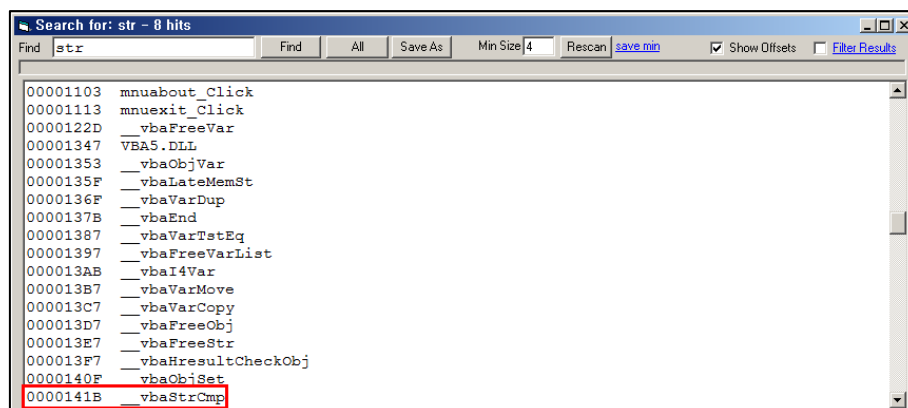 Search for: str - 8 hits
Find str Find All Save As Min Size 4 Rescan save min Show Offsets Filter Results
00001103 mnuabout_Click
00001113 mnuexit_Click
0000122D __vbaFreeVar
00001347 VBA5.DLL
00001353 __vbaObjVar
0000135F __vbaLateMemSt
0000136F __vbaVarDup
0000137B __vbaEnd
00001387 __vbaVarTstEq
00001397 __vbaFreeVarList
000013AB __vbaI4Var
000013B7 __vbaVarMove
000013C7 __vbaVarCopy
000013D7 __vbaFreeObj
000013E7 __vbaFreeStr
000013F7 __vbaHresultCheckObj
0000140F __vbaObjSet
0000141B __vbaStrCmp